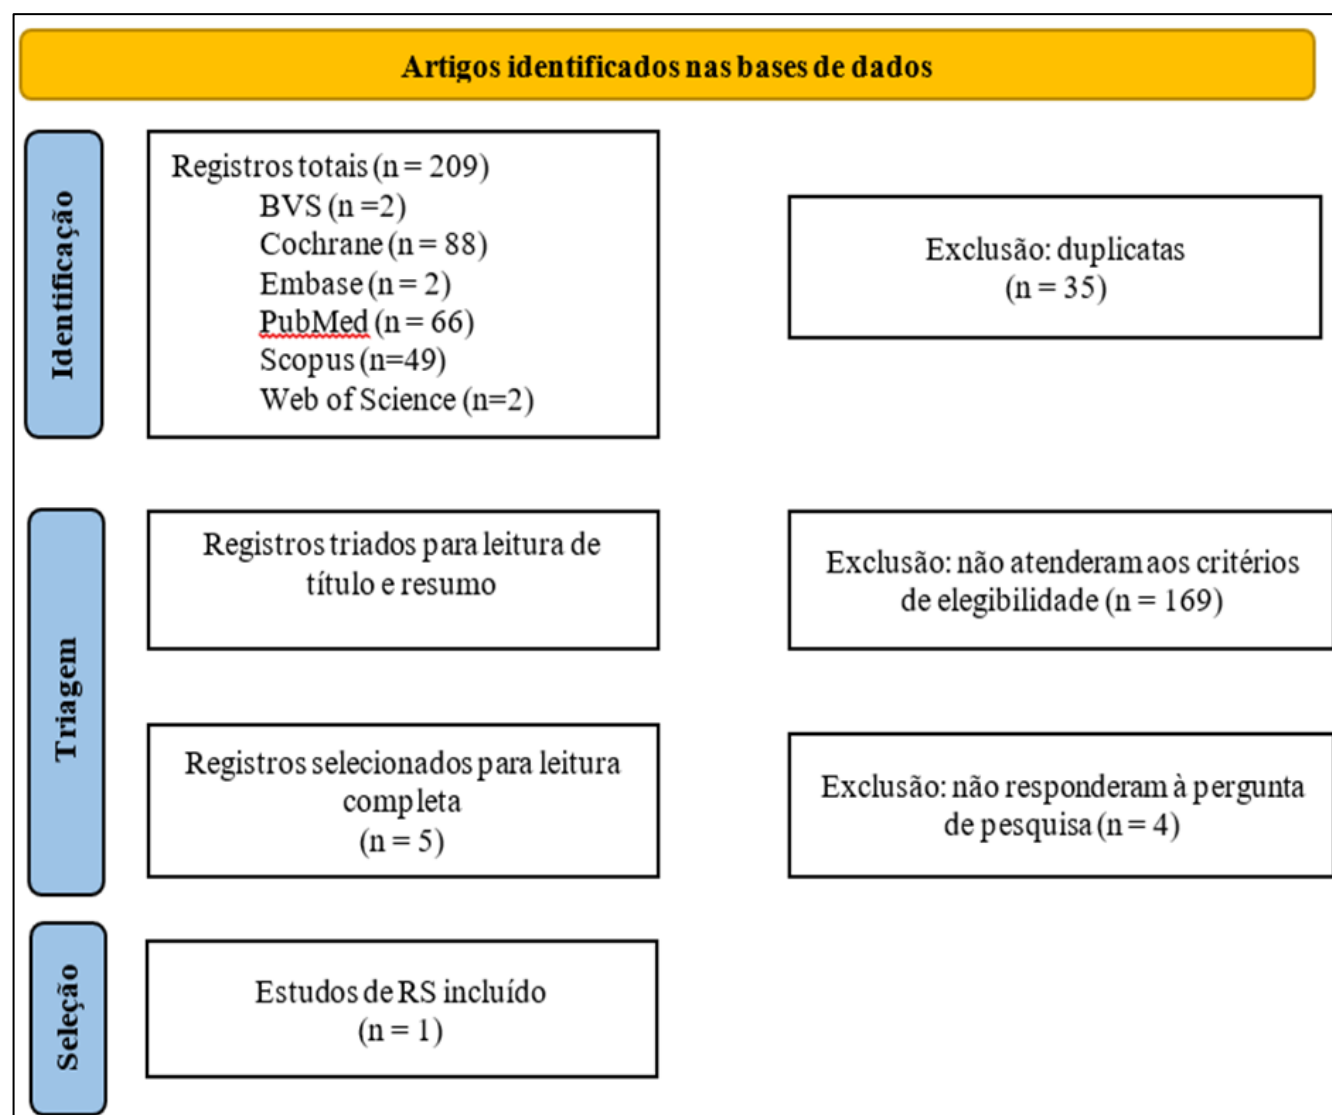 Artigos identificados nas bases de dados
Identificação
Registros totais (n = 209)
BVS (n =2)
Cochrane (n = 88)
Embase (n = 2)
PubMed (n = 66)
Scopus (n=49)
Web of Science (n=2)
Exclusão: duplicatas
(n = 35)
Triagem
Registros triados para leitura de
título e resumo
Exclusão: não atenderam aos critérios
de elegibilidade (n = 169)
Registros selecionados para leitura
completa
(n = 5)
Exclusão: não responderam à pergunta
de pesquisa (n = 4)
Seleção
Estudos de RS incluído
(n = 1)